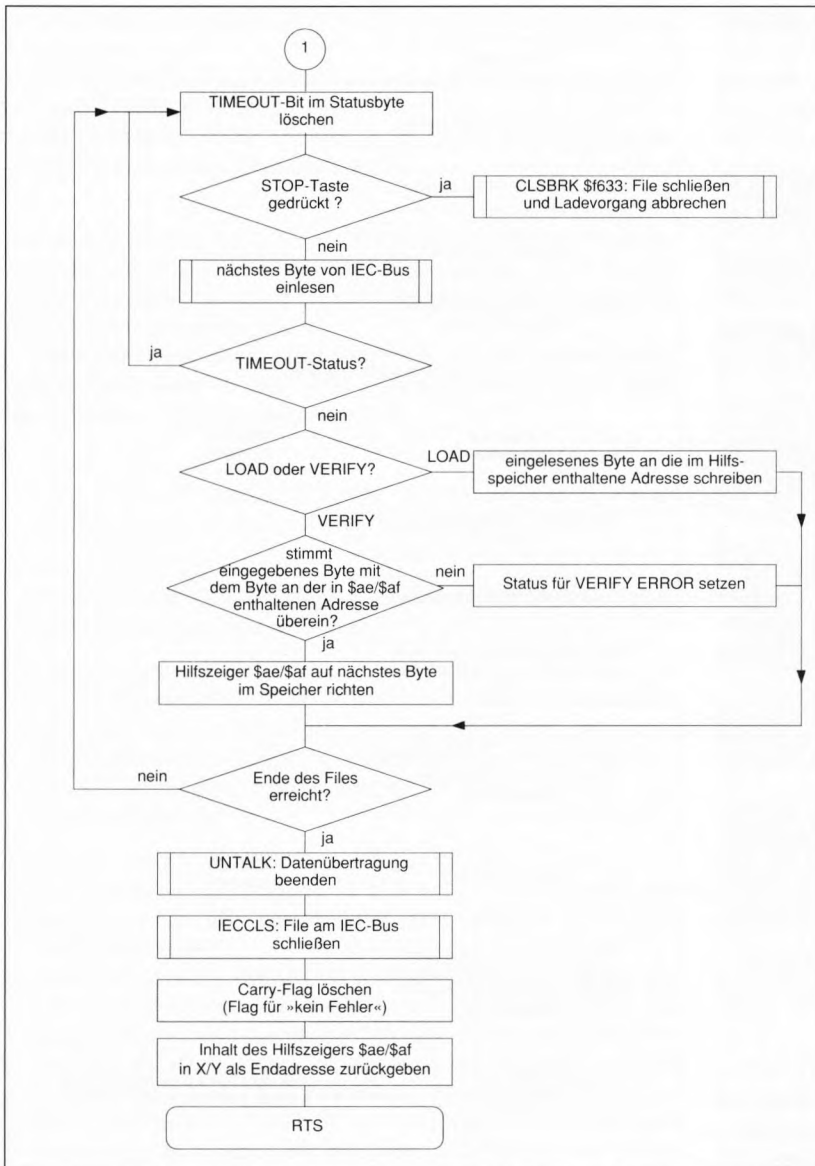 1
TIMEOUT-Bit im Statusbyte
löschen
STOP-Taste
gedrückt ?
ja
CLSBRK $f633: File schließen
und Ladevorgang abbrechen
nein
nächstes Byte von IEC-Bus
einlesen
ja
TIMEOUT-Status?
nein
LOAD oder VERIFY?
LOAD
eingelesenes Byte an die im Hilfs-
speicher enthaltene Adresse schreiben
VERIFY
stimmt
eingegebenes Byte mit
dem Byte an der in $ae/$af
enthaltenen Adresse
überein?
nein
Status für VERIFY ERROR setzen
ja
Hilfszeiger $ae/$af auf nächstes Byte
im Speicher richten
nein
Ende des Files
erreicht?
ja
UNTALK: Datenübertragung
beenden
IECCLS: File am IEC-Bus
schließen
Carry-Flag löschen
(Flag für »kein Fehler«)
Inhalt des Hilfszeigers $ae/$af
in X/Y als Endadresse zurückgeben
RTS